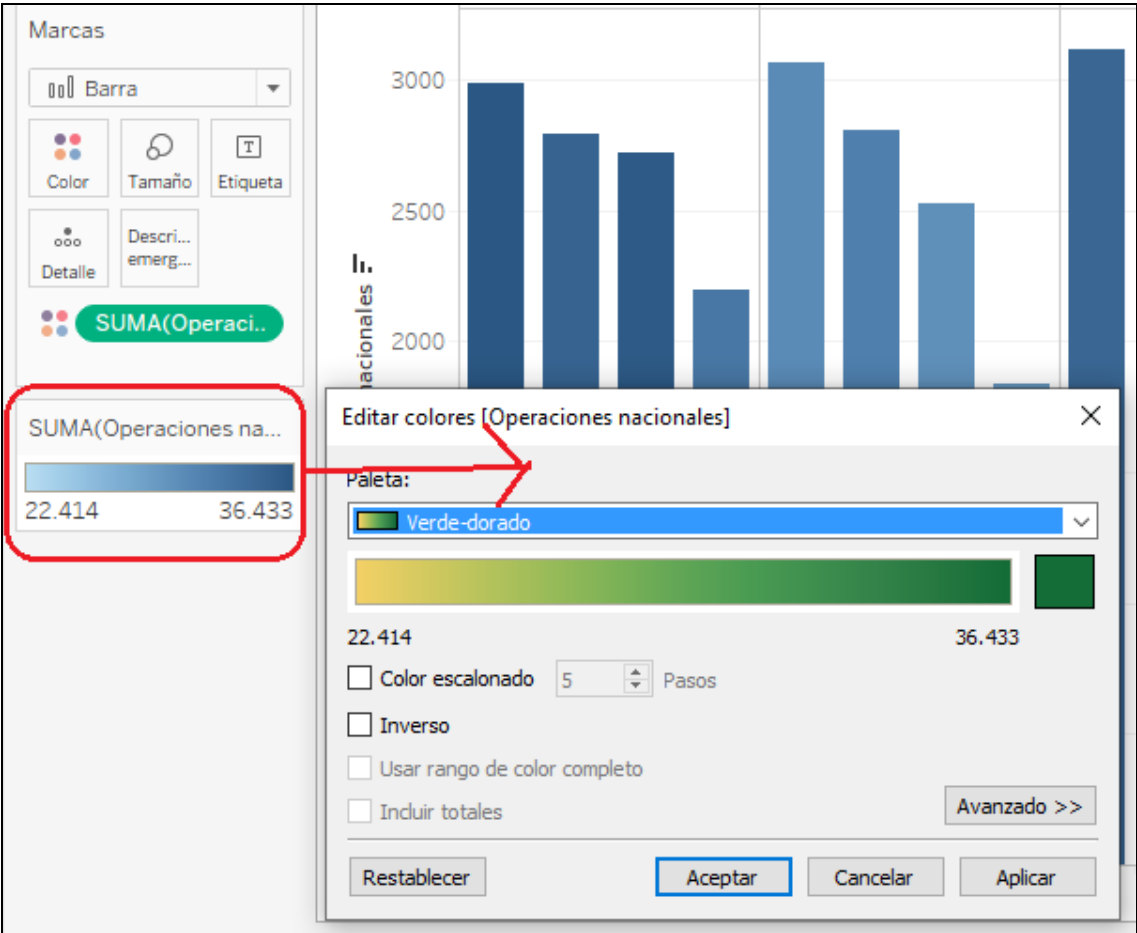 Marcas
Barra
Color
Tamaño
T
Etiqueta
Detalle
Descri...
emerg...
SUMA(Operaci..
SUMA(Operaciones na...
22.414 36.433
3000
2500
2000
nacionales
Editar colores [Operaciones nacionales]
Paleta:
Verde-dorado
22.414 36.433
Color escalonado 5 Pasos
Inverso
Usar rango de color completo
Incluir totales
Avanzado >>
Restablecer Aceptar Cancelar Aplicar